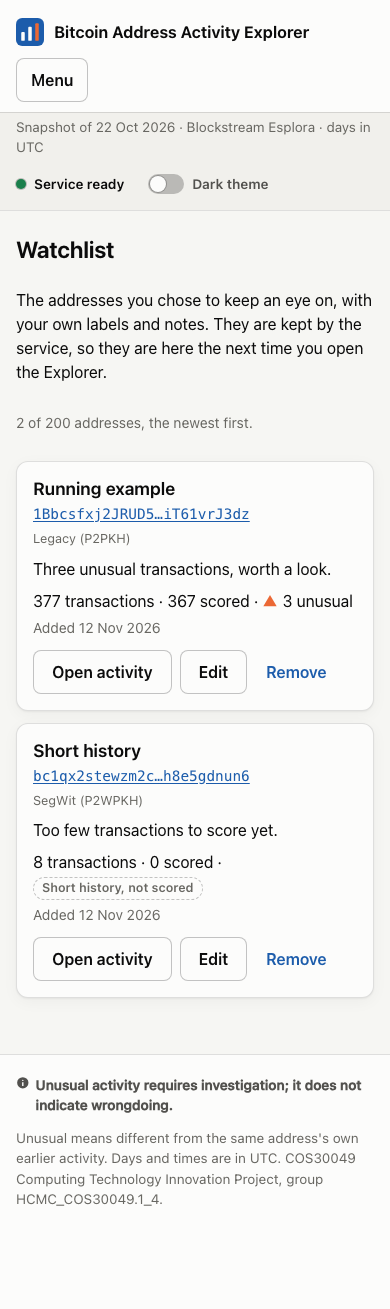 Bitcoin Address Activity Explorer
Menu
Snapshot of 22 Oct 2026 · Blockstream Esplora · days in
UTC
Service ready
Dark theme
Watchlist
The addresses you chose to keep an eye on, with
your own labels and notes. They are kept by the
service, so they are here the next time you open
the Explorer.
2 of 200 addresses, the newest first.
Running example
1Bbcsfxj2JRUD5…iT61vrJ3dz
Legacy (P2PKH)
Three unusual transactions, worth a look.
377 transactions · 367 scored · ▲ 3 unusual
Added 12 Nov 2026
Open activity
Edit
Remove
Short history
bc1qx2stewzm2c…h8e5gdnun6
SegWit (P2WPKH)
Too few transactions to score yet.
8 transactions · 0 scored ·
Short history, not scored
Added 12 Nov 2026
Open activity
Edit
Remove
Unusual activity requires investigation; it does not
indicate wrongdoing.
Unusual means different from the same address's own
earlier activity. Days and times are in UTC. COS30049
Computing Technology Innovation Project, group
HCMC_COS30049.1_4.